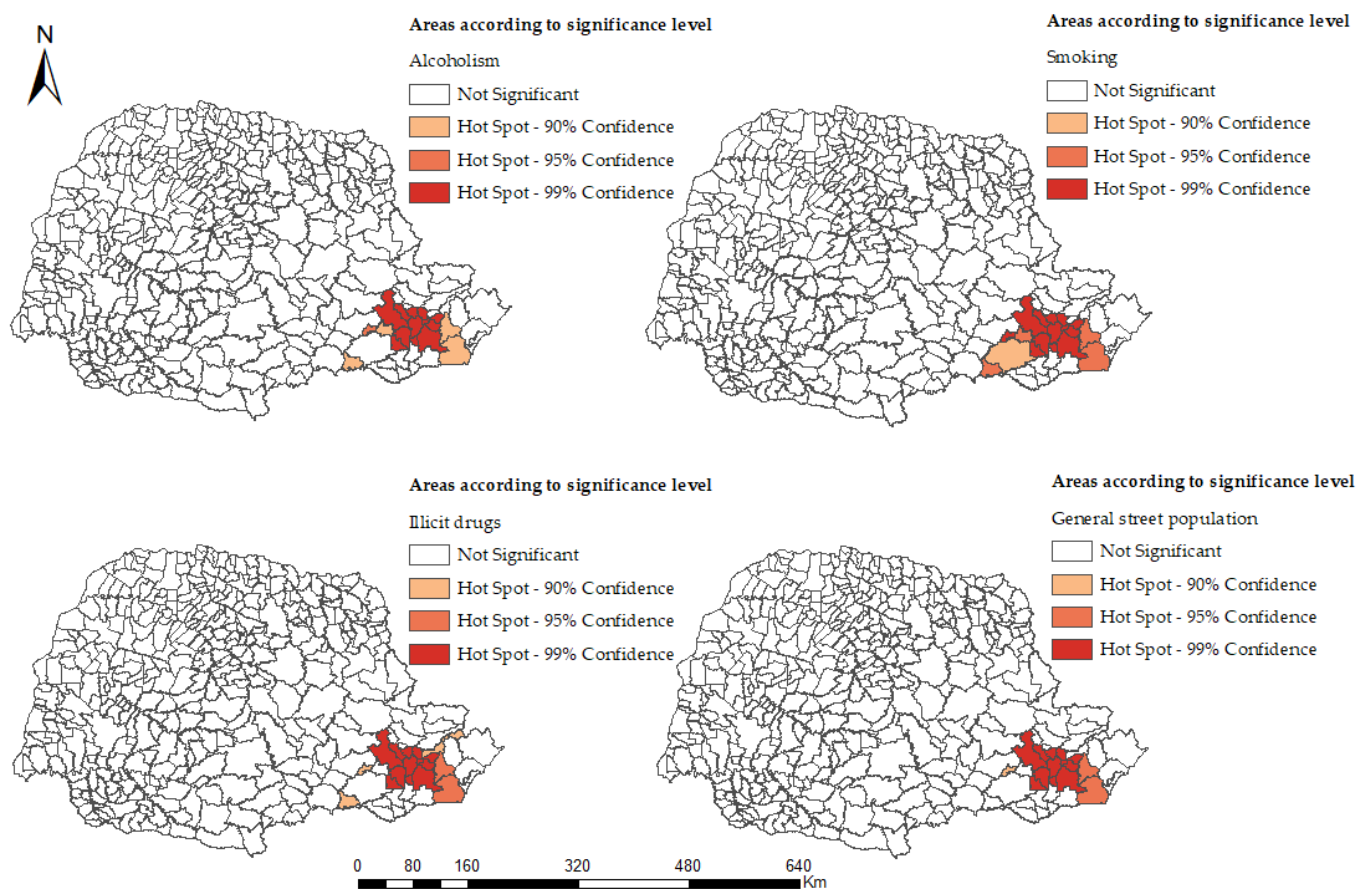 N
Areas according to significance level
Alcoholism
Not Significant
Hot Spot - 90% Confidence
Hot Spot - 95% Confidence
Hot Spot - 99% Confidence
Areas according to significance level
Smoking
Not Significant
Hot Spot - 90% Confidence
Hot Spot - 95% Confidence
Hot Spot - 99% Confidence
Areas according to significance level
Illicit drugs
Not Significant
Hot Spot - 90% Confidence
Hot Spot - 95% Confidence
Hot Spot - 99% Confidence
Areas according to significance level
General street population
Not Significant
Hot Spot - 90% Confidence
Hot Spot - 95% Confidence
Hot Spot - 99% Confidence
0 80 160 320 480 640
Km